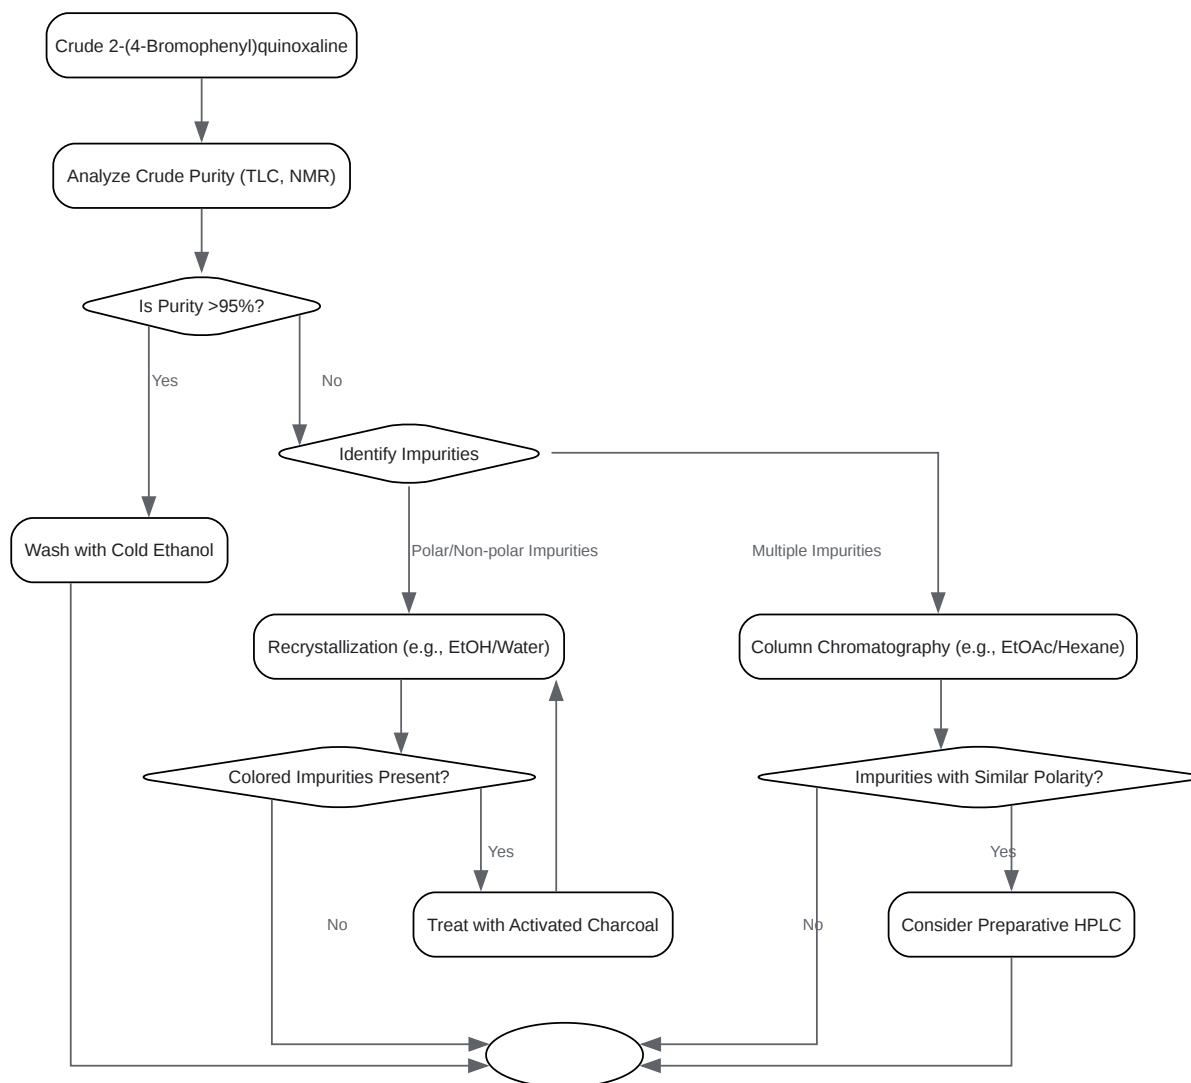 Crude 2-(4-Bromophenyl)quinoxaline
Analyze Crude Purity (TLC, NMR)
Is Purity >95%?
Yes
No
Identify Impurities
Wash with Cold Ethanol
Polar/Non-polar Impurities
Multiple Impurities
Recrystallization (e.g., EtOH/Water)
Column Chromatography (e.g., EtOAc/Hexane)
Colored Impurities Present?
Impurities with Similar Polarity?
Yes
Yes
No
Treat with Activated Charcoal
No
Consider Preparative HPLC